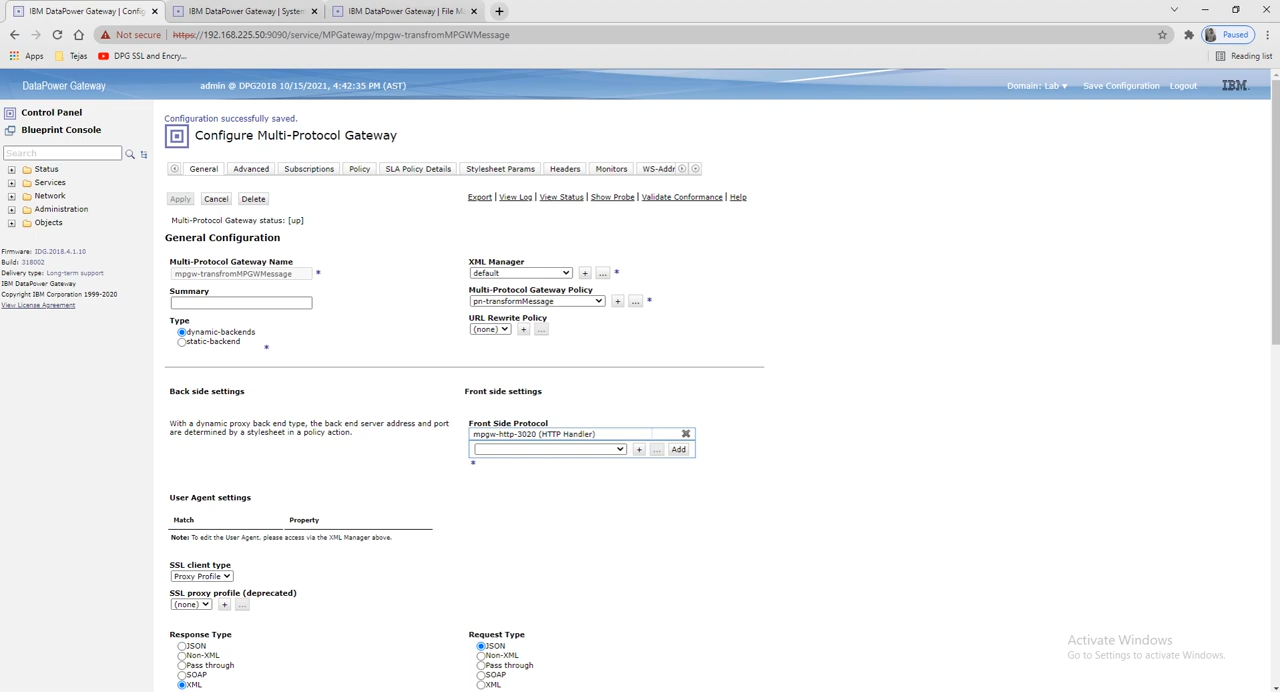 IBM DataPower Gateway | Config
IBM DataPower Gateway | System
IBM DataPower Gateway | File Ma
Not secure | https://192.168.225.50:9090/service/MPGateway/mpgw-transfromMPGWMessage
Paused
Apps
Tejas
DPG SSL and Encry...
Reading list
DataPower Gateway
admin @ DPG2018 10/15/2021, 4:42:35 PM (AST)
Domain: Lab
Save Configuration
Logout
IBM.
Control Panel
Blueprint Console
Search
Status
Services
Network
Administration
Objects
Firmware: IDG.2018.4.1.10
Build: 318002
Delivery type: Long-term support
IBM DataPower Gateway
Copyright IBM Corporation 1999-2020
View License Agreement
Configuration successfully saved.
Configure Multi-Protocol Gateway
General
Advanced
Subscriptions
Policy
SLA Policy Details
Stylesheet Params
Headers
Monitors
WS-Addr
Apply
Cancel
Delete
Export | View Log | View Status | Show Probe | Validate Conformance | Help
Multi-Protocol Gateway status: [up]
General Configuration
Multi-Protocol Gateway Name
mpgw-transfromMPGWMessage *
Summary
Type
dynamic-backends
static-backend
*
XML Manager
default + ... *
Multi-Protocol Gateway Policy
pn-transformMessage + ... *
URL Rewrite Policy
(none) + ...
Back side settings
With a dynamic proxy back end type, the back end server address and port
are determined by a stylesheet in a policy action.
Front side settings
Front Side Protocol
mpgw-http-3020 (HTTP Handler)
+ ... Add
*
User Agent settings
Match Property
Note: To edit the User Agent, please access via the XML Manager above.
SSL client type
Proxy Profile
SSL proxy profile (deprecated)
(none) + ...
Response Type
JSON
Non-XML
Pass through
SOAP
XML
Request Type
JSON
Non-XML
Pass through
SOAP
XML
Activate Windows
Go to Settings to activate Windows.